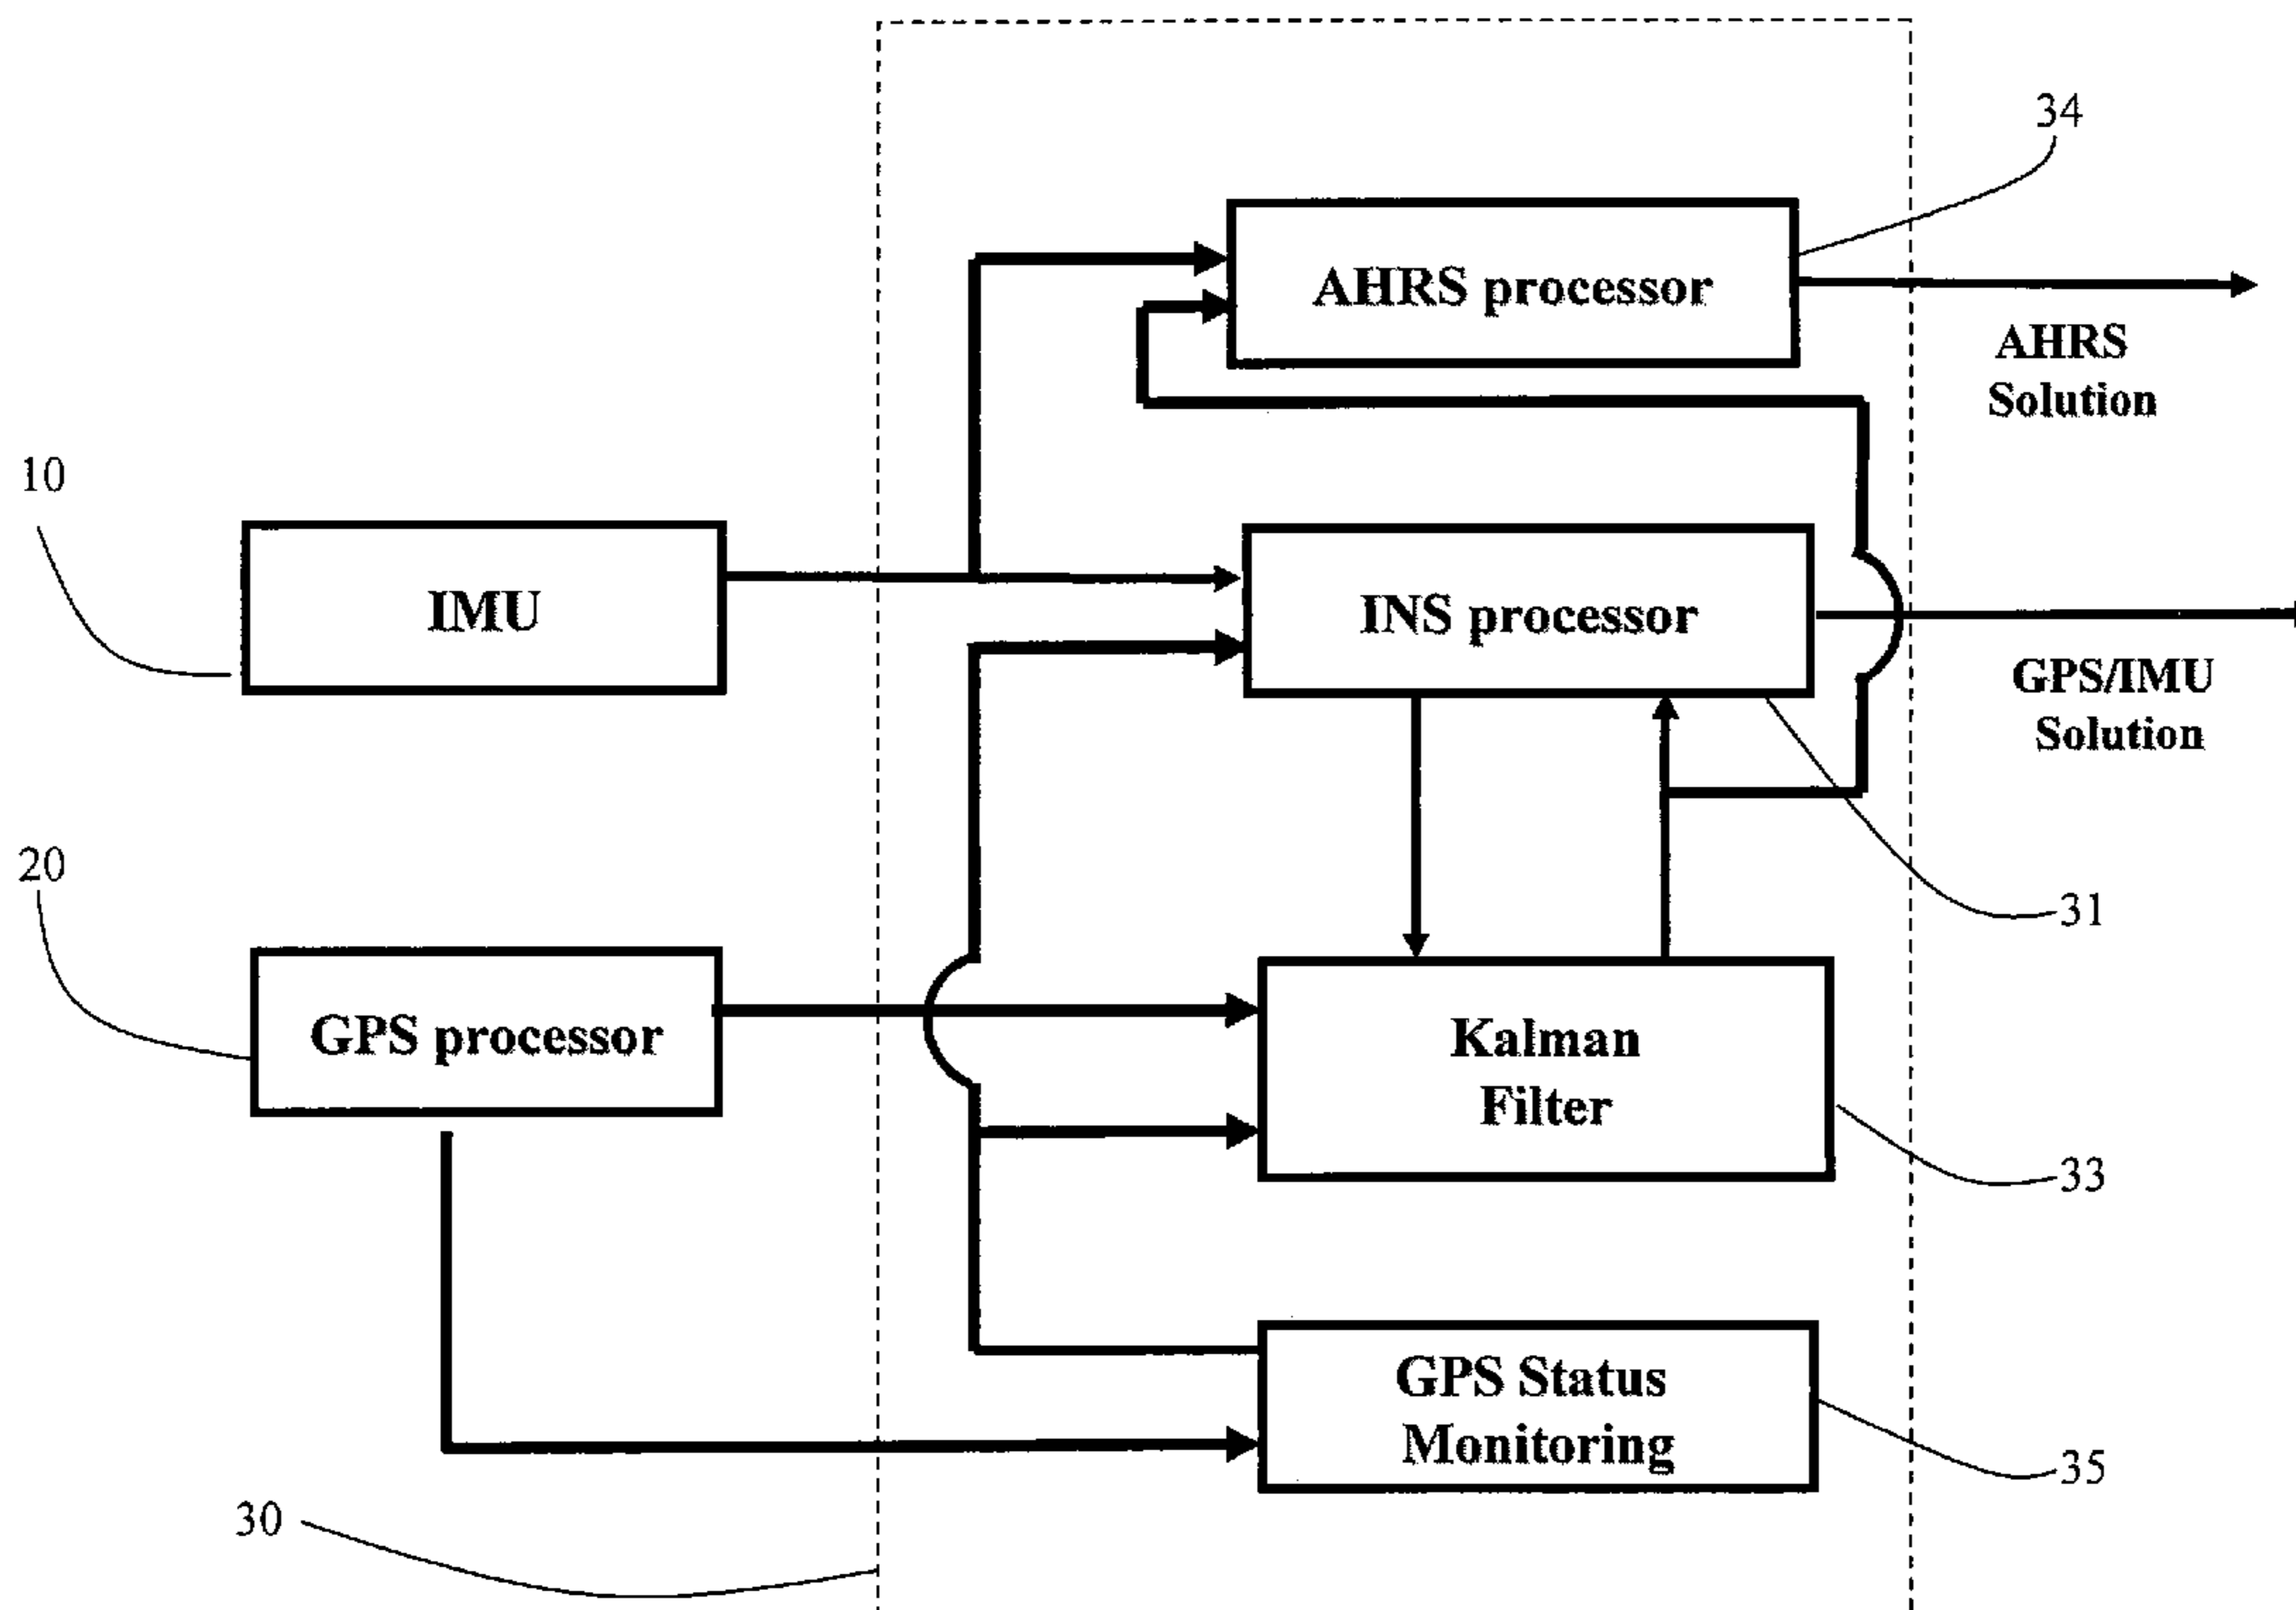 34
AHRS processor
AHRS
Solution
10
IMU
INS processor
GPS/IMU
Solution
20
GPS processor
31
Kalman
Filter
33
GPS Status
Monitoring
35
30